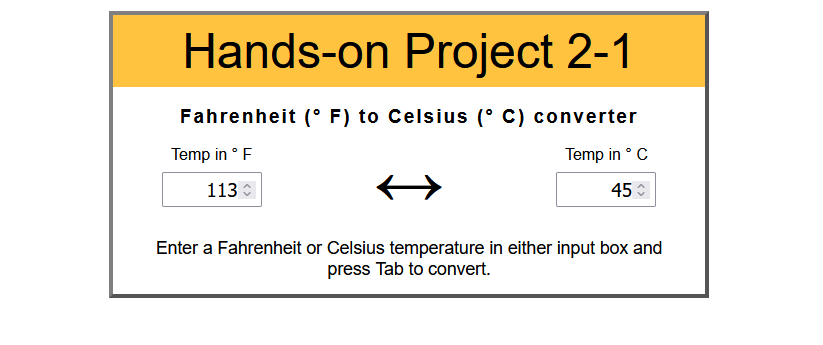 Hands-on Project 2-1
Fahrenheit (° F) to Celsius (° C) converter
Temp in ° F
Temp in ° C
113
45
Enter a Fahrenheit or Celsius temperature in either input box and
press Tab to convert.